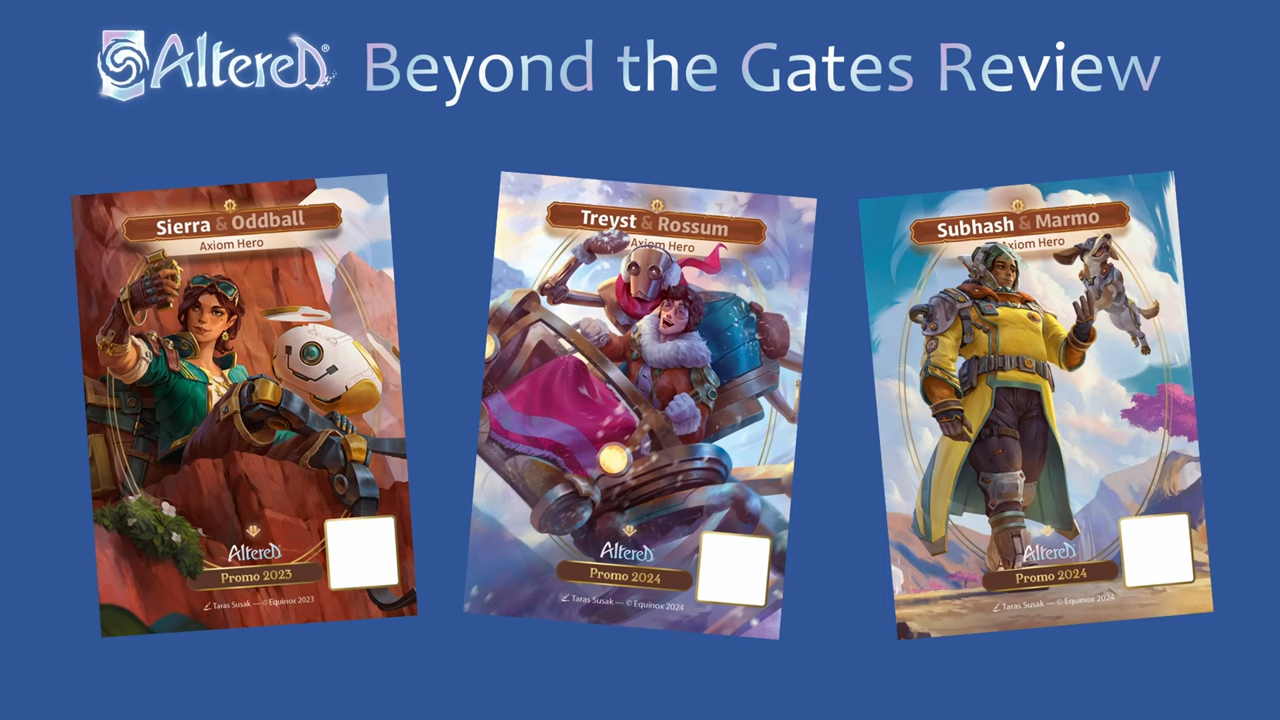 AltereD® Beyond the Gates Review
Sierra & Oddball
Axiom Hero
AltereD
Promo 2023
Taras Susak — © Equinox 2023
Treyst & Rossum
Axiom Hero
AltereD
Promo 2024
Taras Susak — © Equinox 2024
Subhash & Marmo
Axiom Hero
AltereD
Promo 2024
Taras Susak — © Equinox 2024